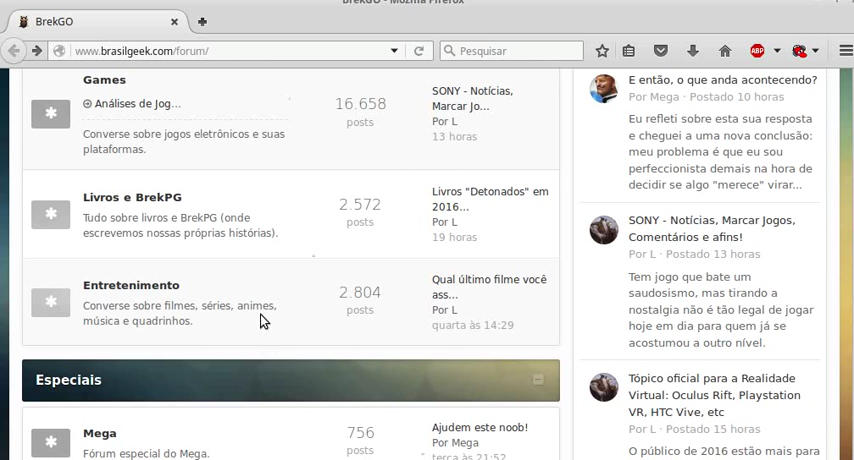 BrekGO - Mozilla Firefox
BrekGO
www.brasilgeek.com/forum/
Pesquisar
ABP
Games
Análises de Jog...
Converse sobre jogos eletrônicos e suas
plataformas.
16.658
posts
SONY - Notícias,
Marcar Jo...
Por L
13 horas
Livros e BrekPG
Tudo sobre livros e BrekPG (onde
escrevemos nossas próprias histórias).
2.572
posts
Livros "Detonados" em
2016...
Por L
19 horas
Entretenimento
Converse sobre filmes, séries, animes,
música e quadrinhos.
2.804
posts
Qual último filme você
ass...
Por L
quarta às 14:29
Especiais
Mega
Fórum especial do Mega.
756
posts
Ajudem este noob!
Por Mega
terça às 21:52
E então, o que anda acontecendo?
Por Mega · Postado 10 horas
Eu refleti sobre esta sua resposta
e cheguei a uma nova conclusão:
meu problema é que eu sou
perfeccionista demais na hora de
decidir se algo "merece" virar...
SONY - Notícias, Marcar Jogos,
Comentários e afins!
Por L · Postado 13 horas
Tem jogo que bate um
saudosismo, mas tirando a
nostalgia não é tão legal de jogar
hoje em dia para quem já se
acostumou a outro nível.
Tópico oficial para a Realidade
Virtual: Oculus Rift, Playstation
VR, HTC Vive, etc
Por L · Postado 15 horas
O público de 2016 estão mais para